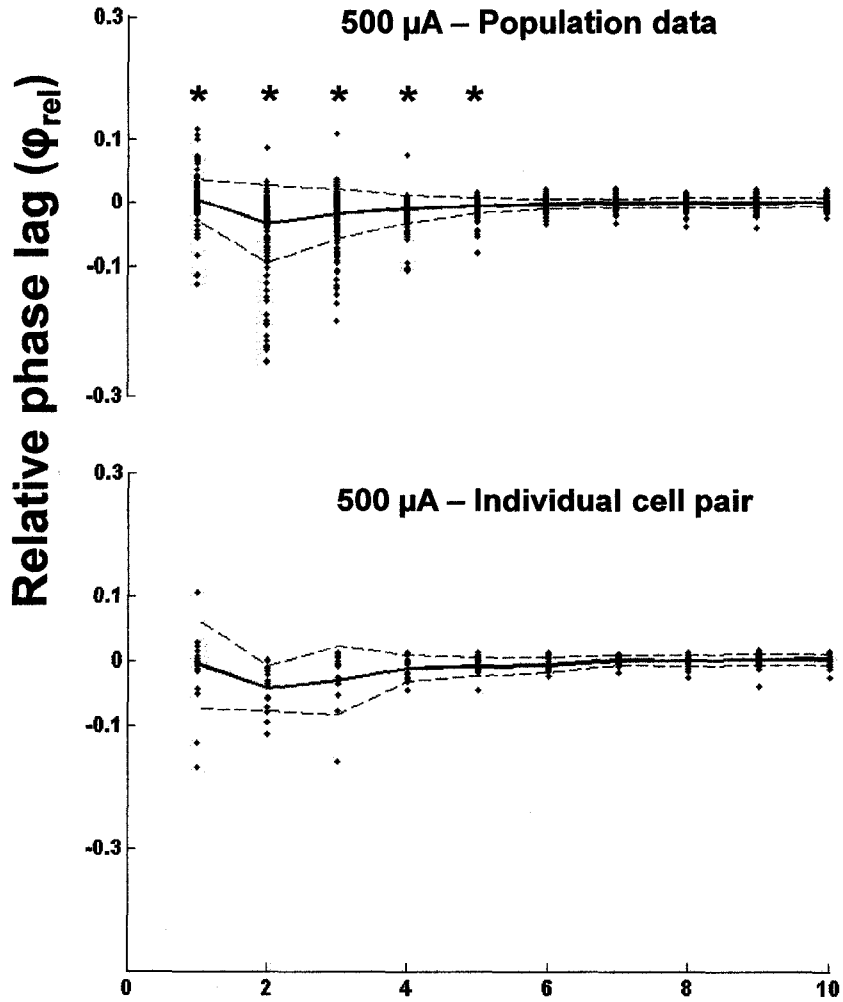 500 µA – Population data
0.3
* * * * *
0.1
0
-0.1
-0.3
Relative phase lag (φrel)
500 µA – Individual cell pair
0.3
0.1
0
-0.1
-0.3
0 2 4 6 8 10